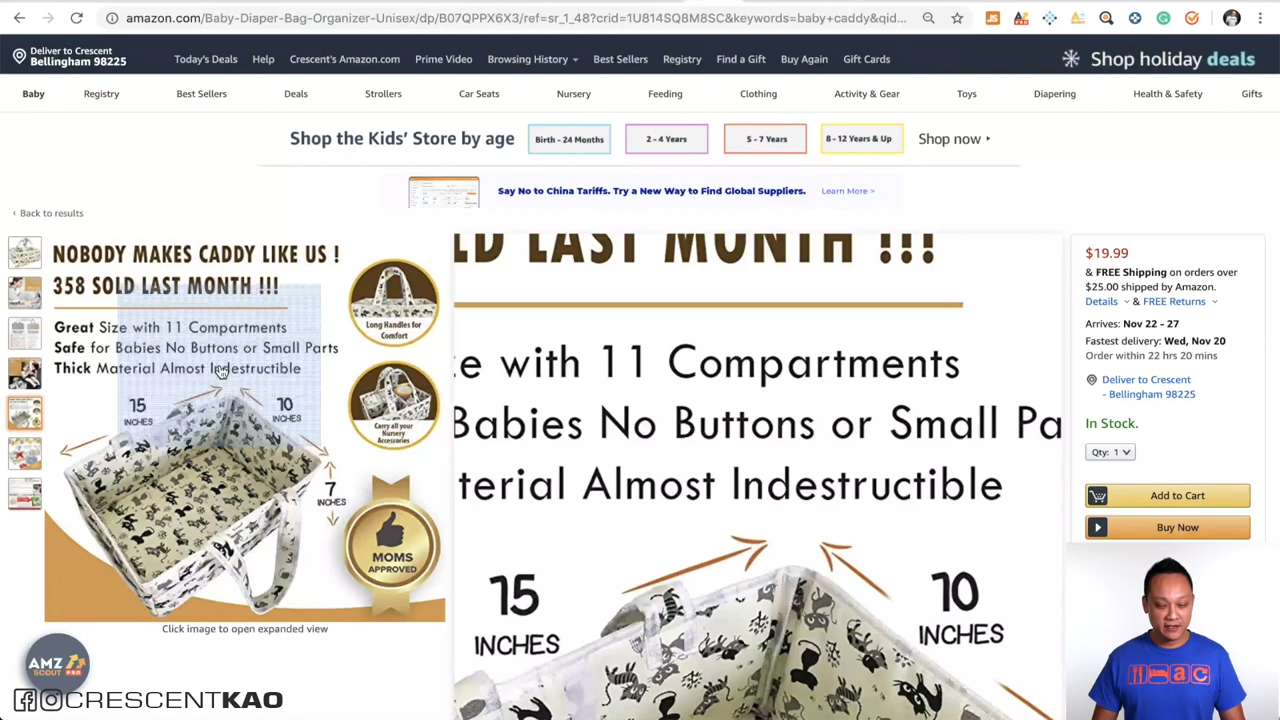 amazon.com/Baby-Diaper-Bag-Organizer-Unisex/dp/B07QPPX6X3/ref=sr_1_48?crid=1U814SQ8M8SC&keywords=baby+caddy&qid...
Deliver to Crescent
Bellingham 98225
Today's Deals Help Crescent's Amazon.com Prime Video Browsing History Best Sellers Registry Find a Gift Buy Again Gift Cards
Shop holiday deals
Baby Registry Best Sellers Deals Strollers Car Seats Nursery Feeding Clothing Activity & Gear Toys Diapering Health & Safety Gifts
Shop the Kids' Store by age
Birth - 24 Months
2 - 4 Years
5 - 7 Years
8 - 12 Years & Up
Shop now
Say No to China Tariffs. Try a New Way to Find Global Suppliers. Learn More >
‹ Back to results
NOBODY MAKES CADDY LIKE US !
358 SOLD LAST MONTH !!!
Great Size with 11 Compartments
Safe for Babies No Buttons or Small Parts
Thick Material Almost Indestructible
15
INCHES
10
INCHES
7
INCHES
Long Handles for
Comfort
Carry all your
Nursery
Accessories
MOMS
APPROVED
Click image to open expanded view
LD LAST MONTH !!!
ze with 11 Compartments
Babies No Buttons or Small Pa
terial Almost Indestructible
15
INCHES
10
INCHES
$19.99
& FREE Shipping on orders over
$25.00 shipped by Amazon.
Details & FREE Returns
Arrives: Nov 22 - 27
Fastest delivery: Wed, Nov 20
Order within 22 hrs 20 mins
Deliver to Crescent
- Bellingham 98225
In Stock.
Qty: 1
Add to Cart
Buy Now
AMZ
SCOUT PRO
CRESCENTKAO